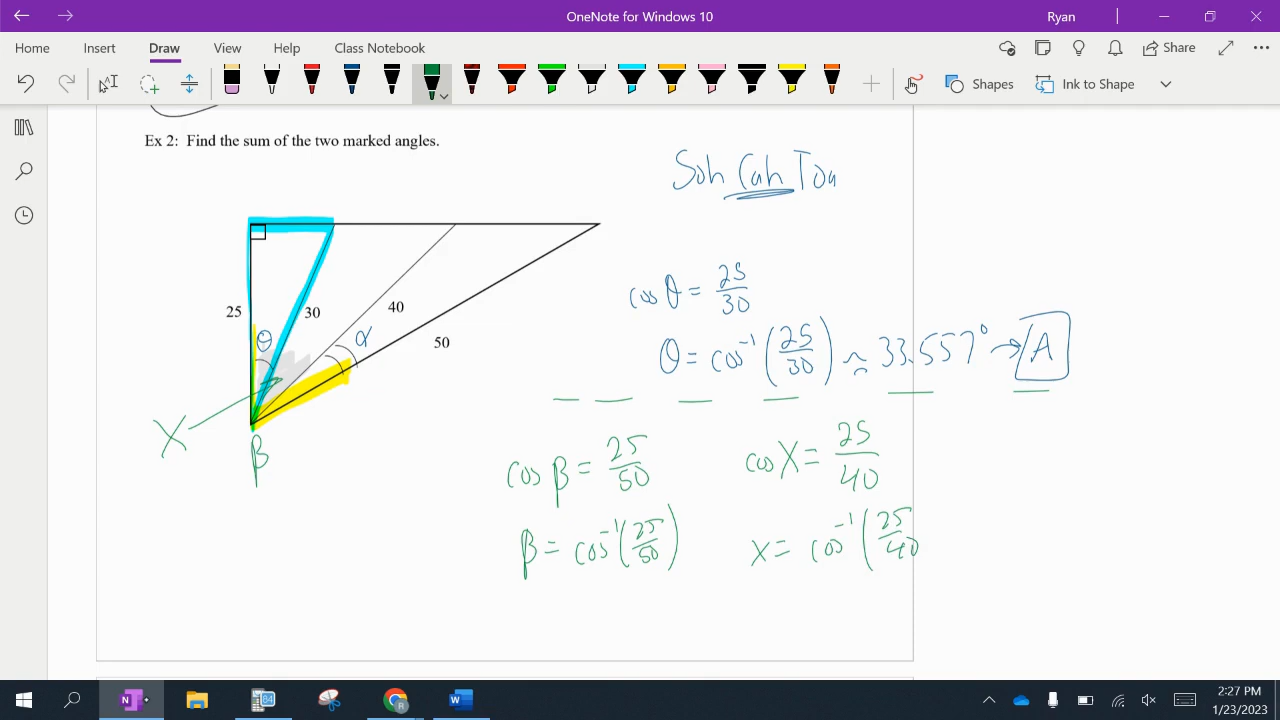 OneNote for Windows 10
Ryan
Home Insert Draw View Help Class Notebook
Share
Shapes
Ink to Shape
Ex 2: Find the sum of the two marked angles.
Soh Cah Toa
25
30
40
50
θ
α
X
β
cos θ = 25/30
θ = cos⁻¹(25/30) ≈ 33.557° → A
cos β = 25/50
cos X = 25/40
β = cos⁻¹(25/50)
x = cos⁻¹(25/40
2:27 PM
1/23/2023